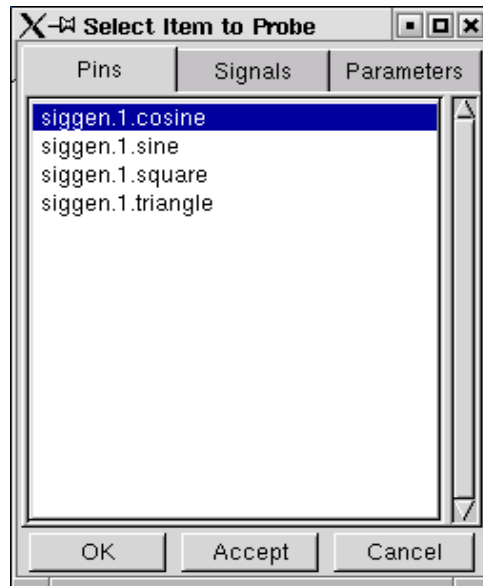 Select Item to Probe
Pins Signals Parameters
siggen.1.cosine
siggen.1.sine
siggen.1.square
siggen.1.triangle
OK Accept Cancel